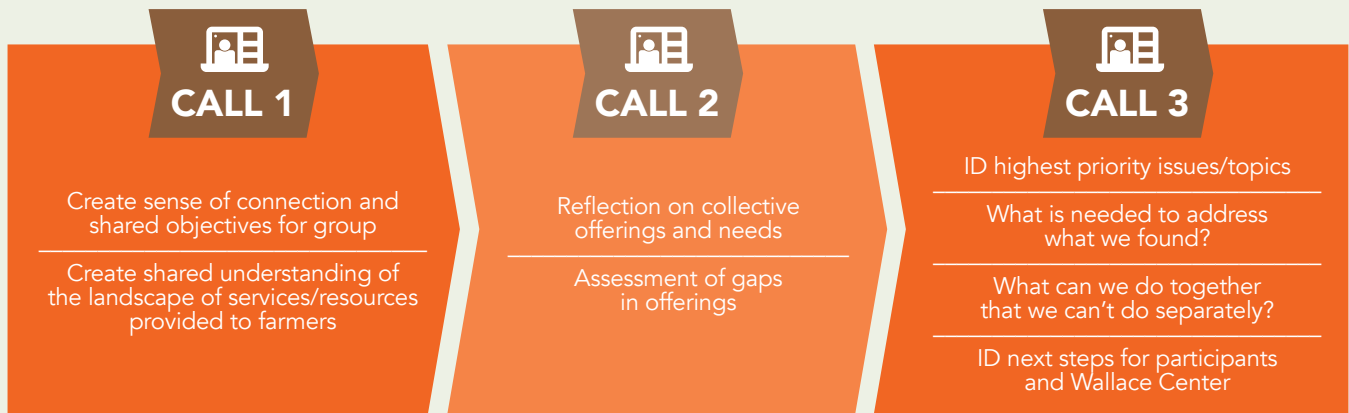 CALL 1
Create sense of connection and
shared objectives for group
Create shared understanding of
the landscape of services/resources
provided to farmers
CALL 2
Reflection on collective
offerings and needs
Assessment of gaps
in offerings
CALL 3
ID highest priority issues/topics
What is needed to address
what we found?
What can we do together
that we can’t do separately?
ID next steps for participants
and Wallace Center